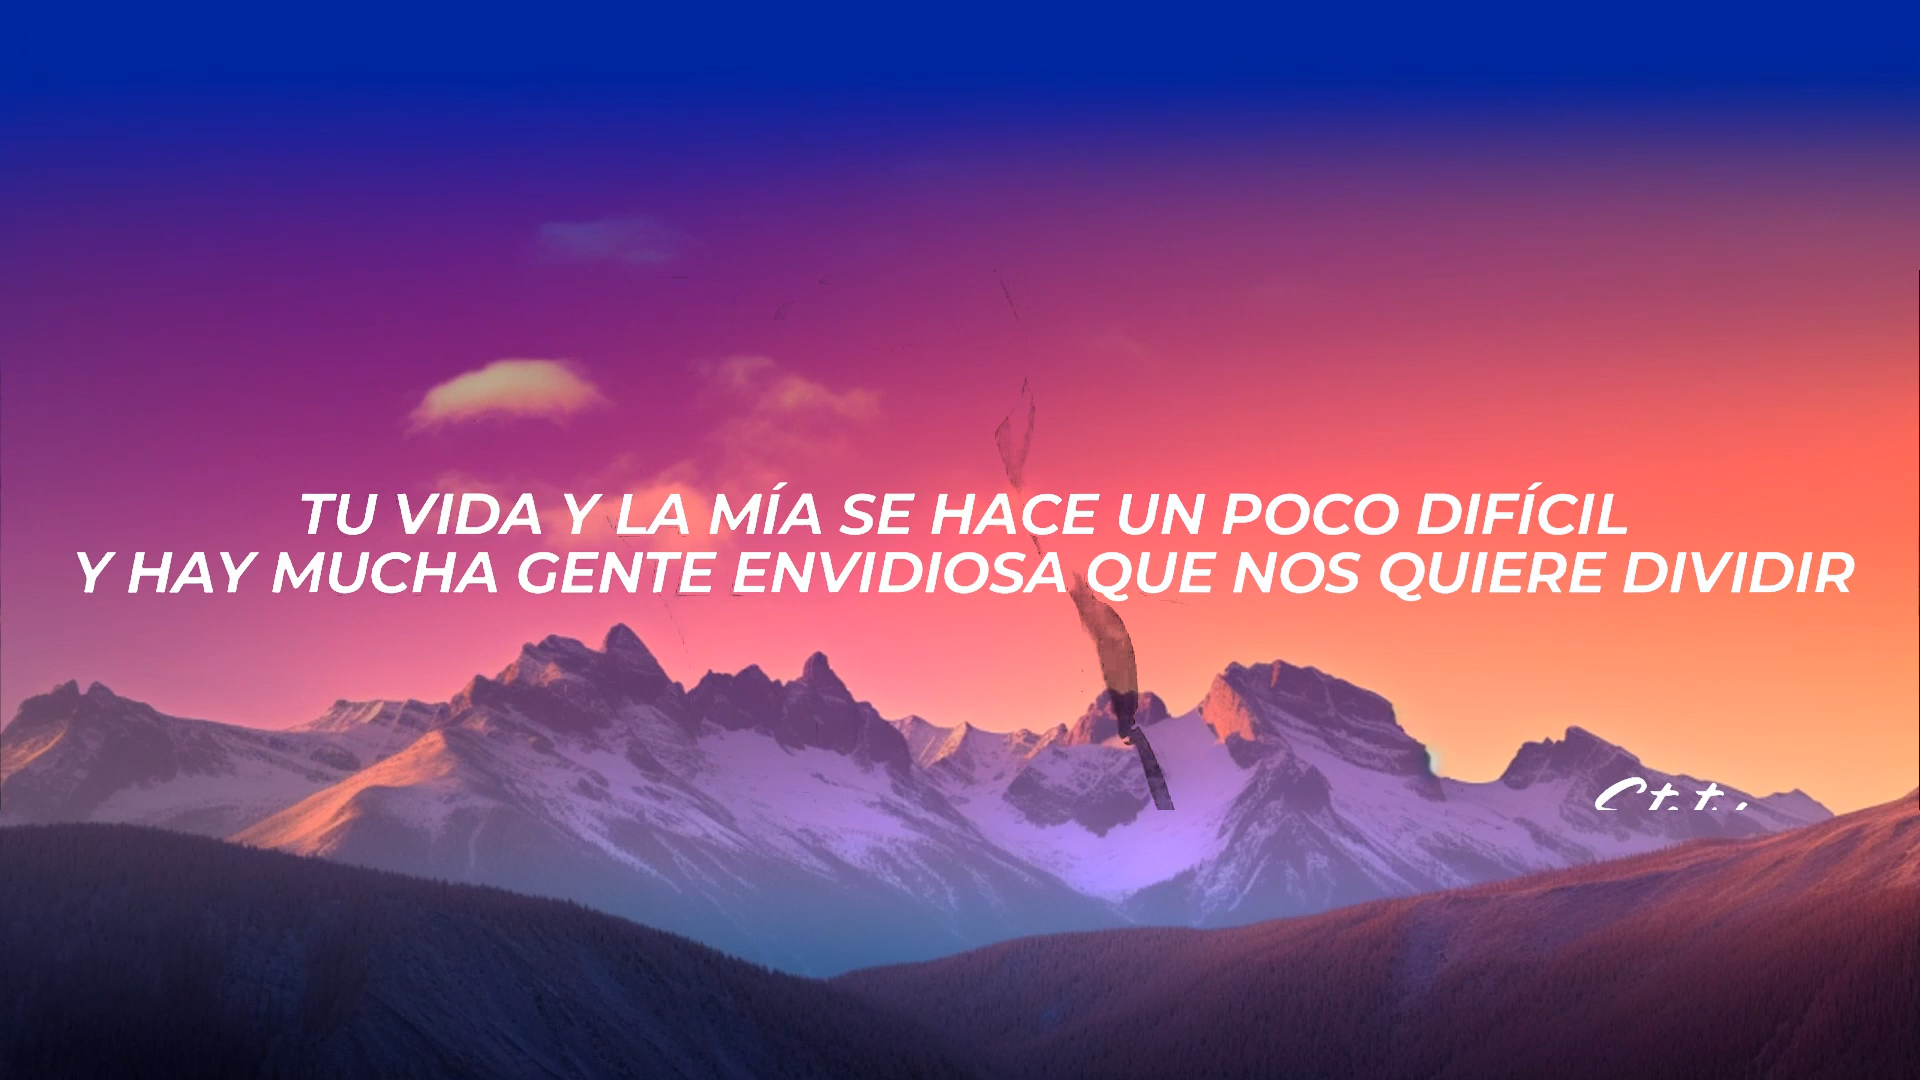 TU VIDA Y LA MÍA SE HACE UN POCO DIFÍCIL
Y HAY MUCHA GENTE ENVIDIOSA QUE NOS QUIERE DIVIDIR